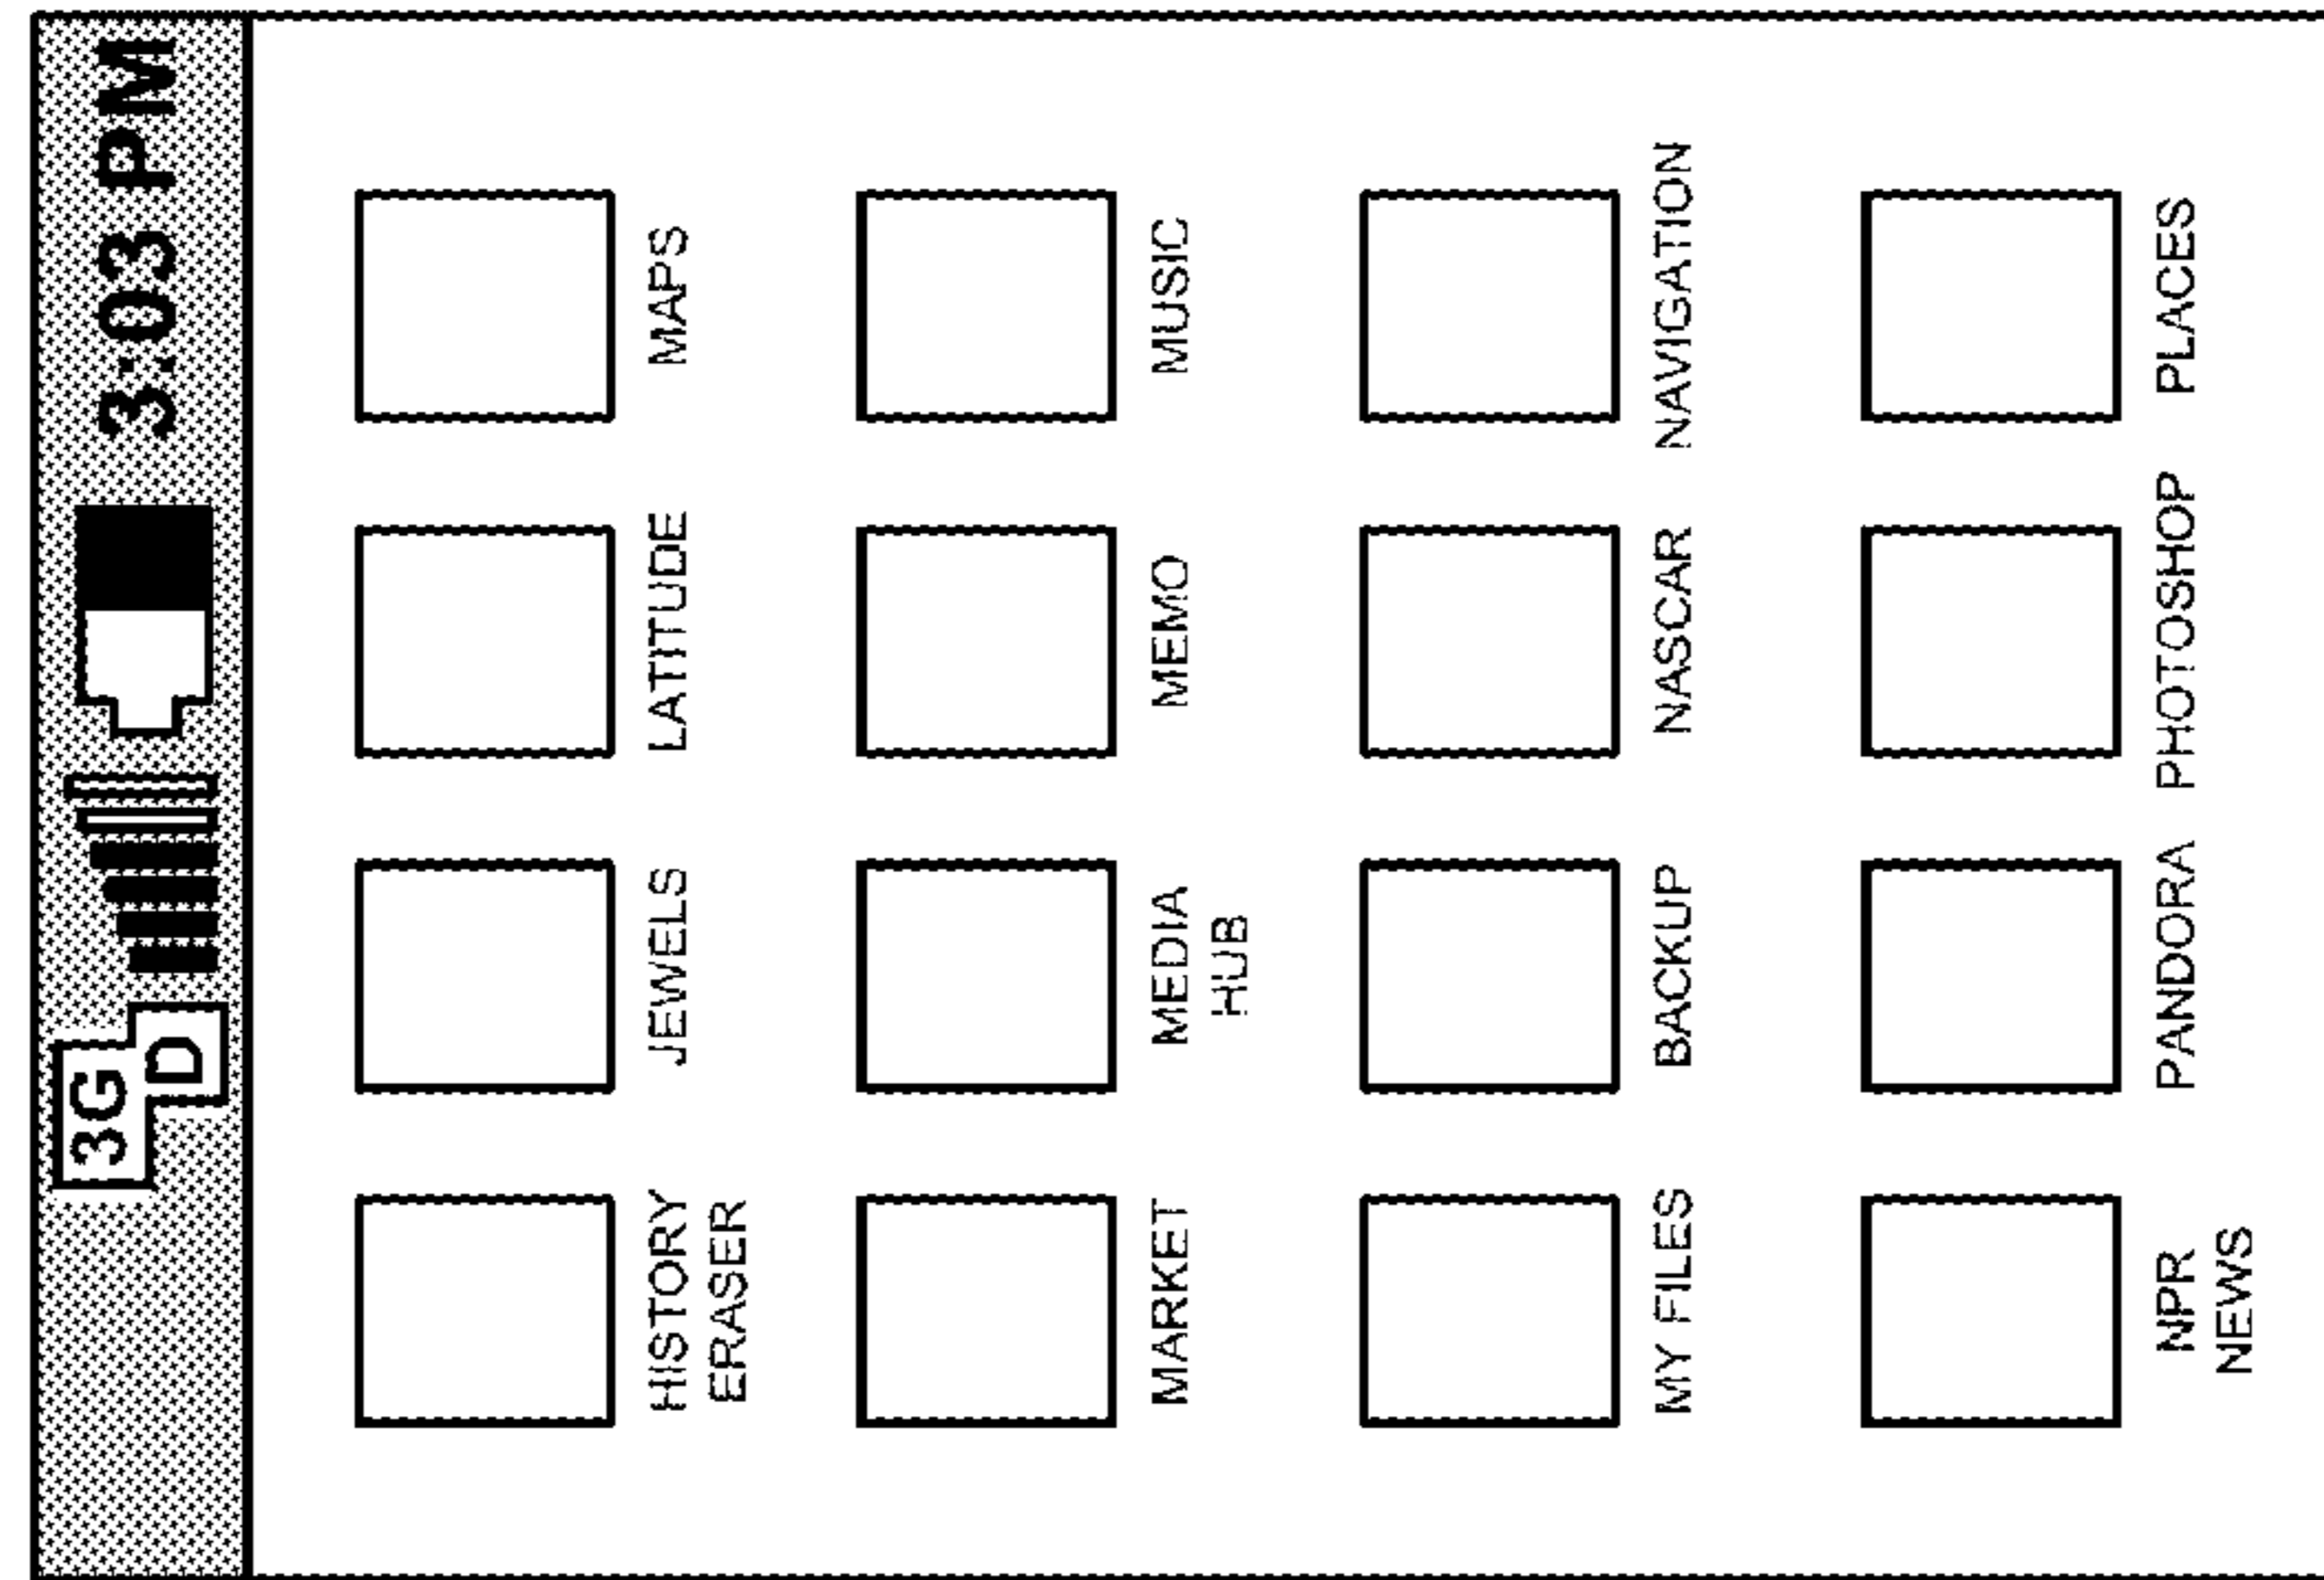 3G
D
3:03 PM
HISTORY
ERASER
JEWELS
LATITUDE
MAPS
MARKET
MEDIA
HUB
MEMO
MUSIC
MY FILES
BACKUP
NASCAR
NAVIGATION
NPR
NEWS
PANDORA
PHOTOSHOP
PLACES